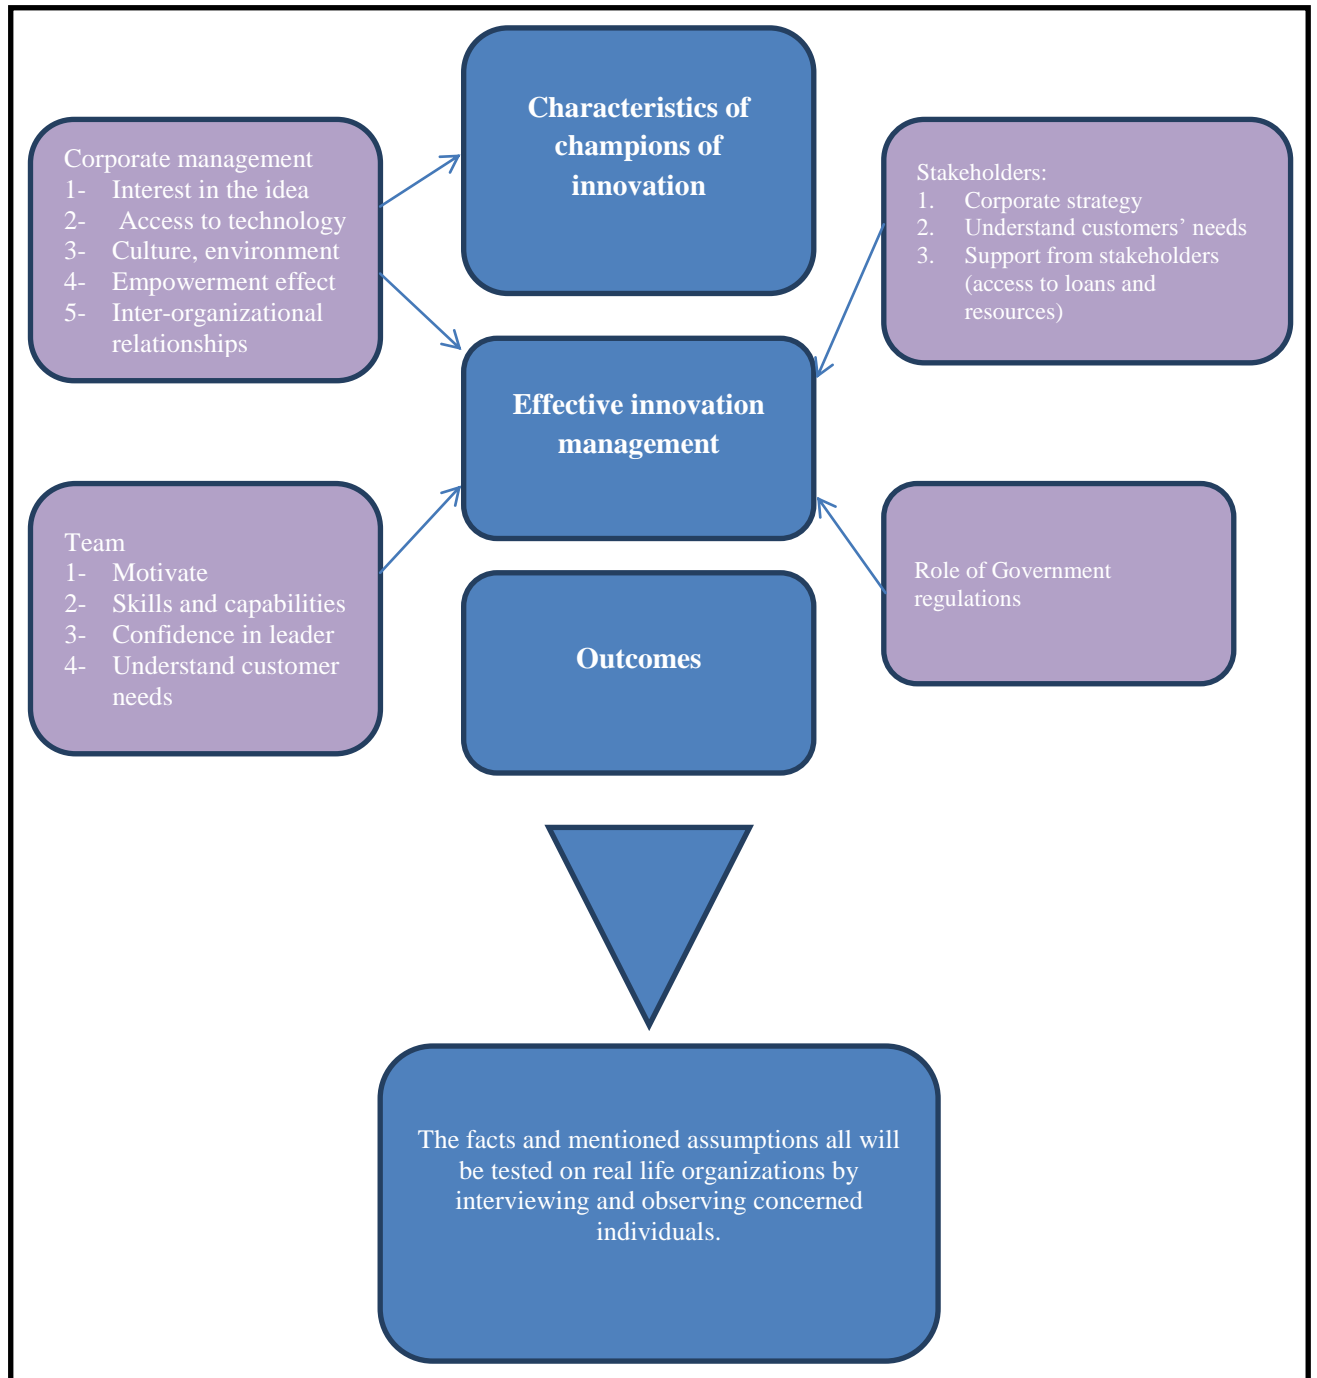 Characteristics of
champions of
innovation
Corporate management
1- Interest in the idea
2- Access to technology
3- Culture, environment
4- Empowerment effect
5- Inter-organizational
relationships
Stakeholders:
1. Corporate strategy
2. Understand customers’ needs
3. Support from stakeholders
(access to loans and
resources)
Effective innovation
management
Team
1- Motivate
2- Skills and capabilities
3- Confidence in leader
4- Understand customer
needs
Role of Government
regulations
Outcomes
The facts and mentioned assumptions all will
be tested on real life organizations by
interviewing and observing concerned
individuals.